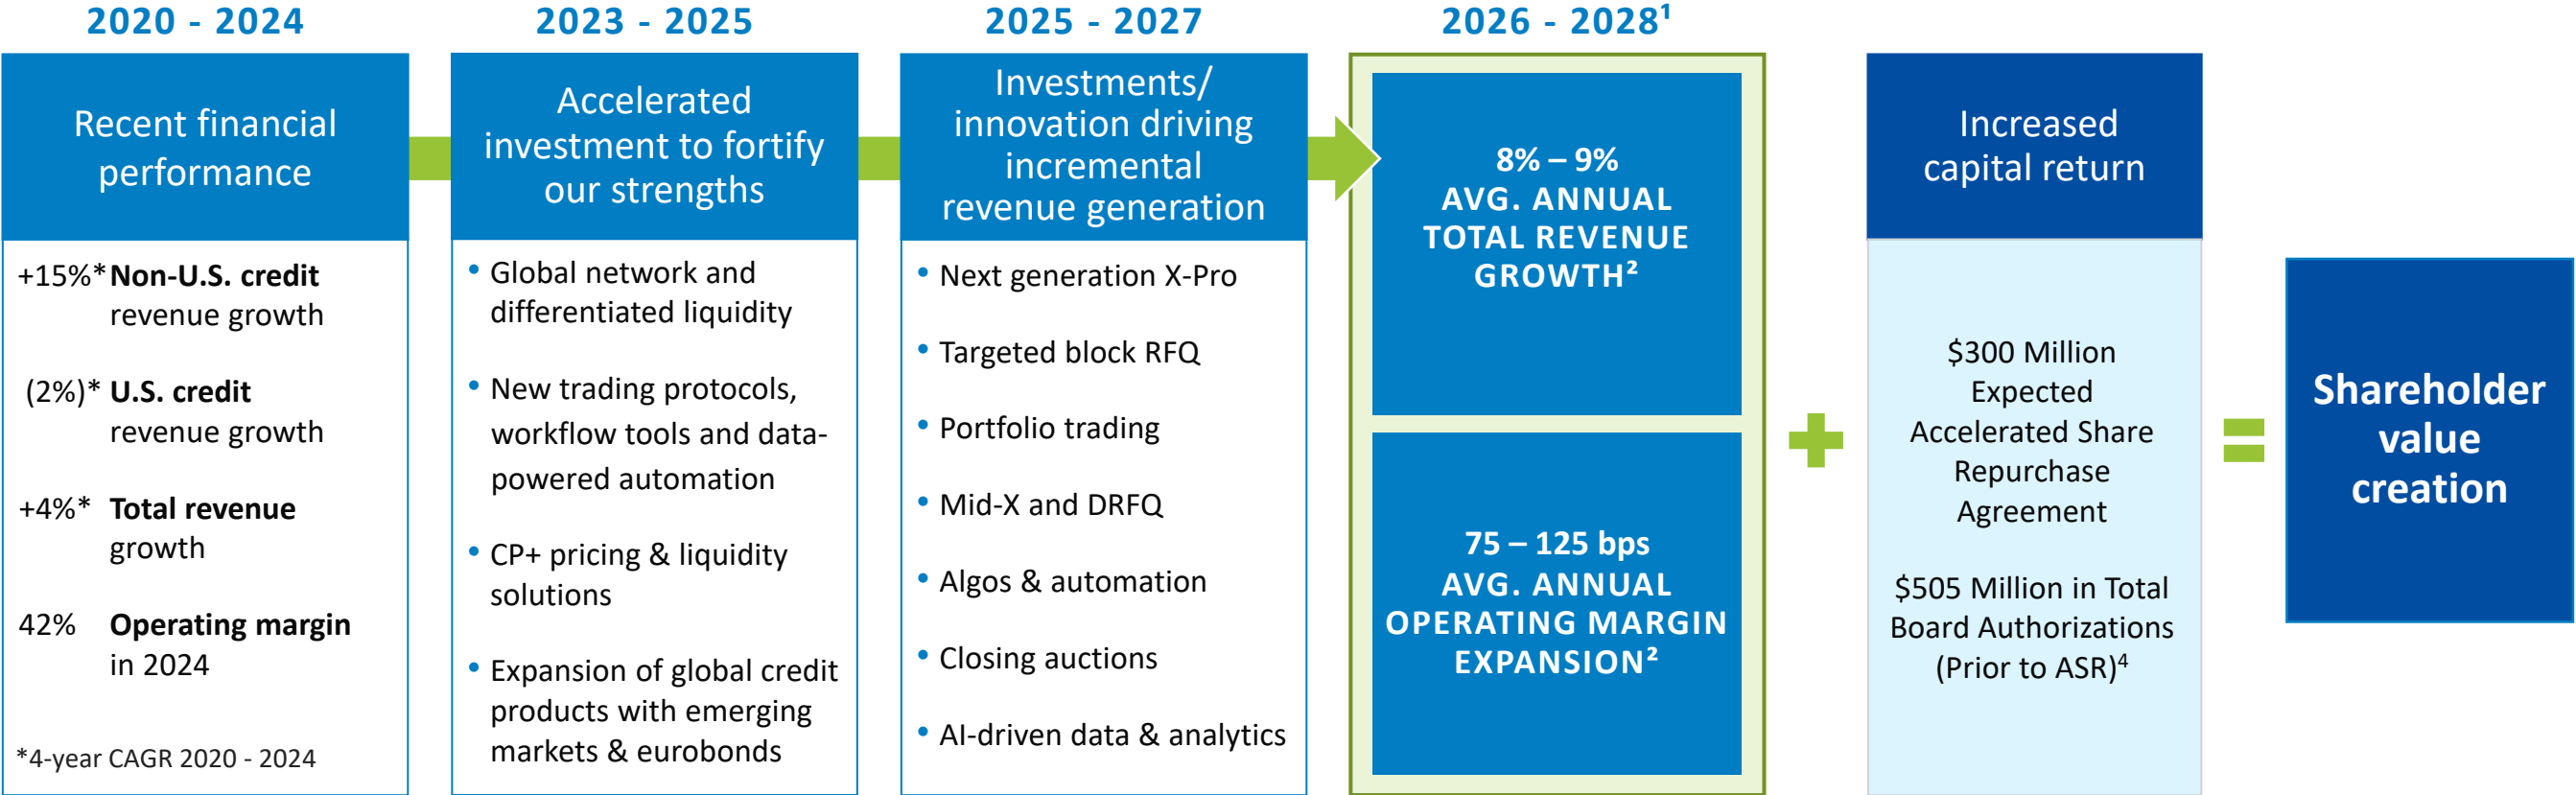 2020 - 2024
Recent financial
performance
+15%* Non-U.S. credit
revenue growth
(2%)* U.S. credit
revenue growth
+4%* Total revenue
growth
42% Operating margin
in 2024
*4-year CAGR 2020 - 2024
2023 - 2025
Accelerated
investment to fortify
our strengths
• Global network and
differentiated liquidity
• New trading protocols,
workflow tools and data-
powered automation
• CP+ pricing & liquidity
solutions
• Expansion of global credit
products with emerging
markets & eurobonds
2025 - 2027
Investments/
innovation driving
incremental
revenue generation
• Next generation X-Pro
• Targeted block RFQ
• Portfolio trading
• Mid-X and DRFQ
• Algos & automation
• Closing auctions
• AI-driven data & analytics
2026 - 2028¹
8% – 9%
AVG. ANNUAL
TOTAL REVENUE
GROWTH²
75 – 125 bps
AVG. ANNUAL
OPERATING MARGIN
EXPANSION²
+
Increased
capital return
$300 Million
Expected
Accelerated Share
Repurchase
Agreement
$505 Million in Total
Board Authorizations
(Prior to ASR)⁴
=
Shareholder
value
creation